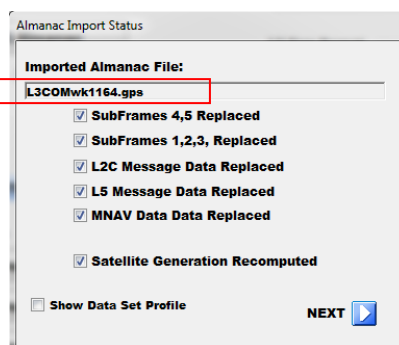 Almanac Import Status
Imported Almanac File:
L3COMwk1164.gps
SubFrames 4,5 Replaced
SubFrames 1,2,3, Replaced
L2C Message Data Replaced
L5 Message Data Replaced
MNAV Data Data Replaced
Satellite Generation Recomputed
Show Data Set Profile
NEXT